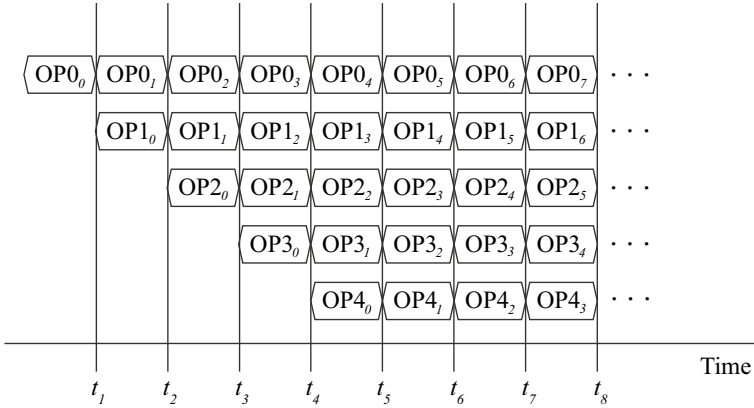 OP0₀ OP0₁ OP0₂ OP0₃ OP0₄ OP0₅ OP0₆ OP0₇ · · ·
OP1₀ OP1₁ OP1₂ OP1₃ OP1₄ OP1₅ OP1₆ · · ·
OP2₀ OP2₁ OP2₂ OP2₃ OP2₄ OP2₅ · · ·
OP3₀ OP3₁ OP3₂ OP3₃ OP3₄ · · ·
OP4₀ OP4₁ OP4₂ OP4₃ · · ·
Time
t₁ t₂ t₃ t₄ t₅ t₆ t₇ t₈